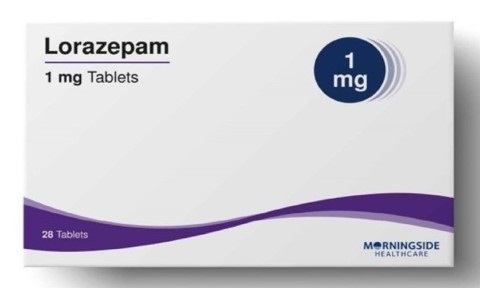 Lorazepam
1 mg Tablets
1
mg
28 Tablets
MORNINGSIDE
HEALTHCARE